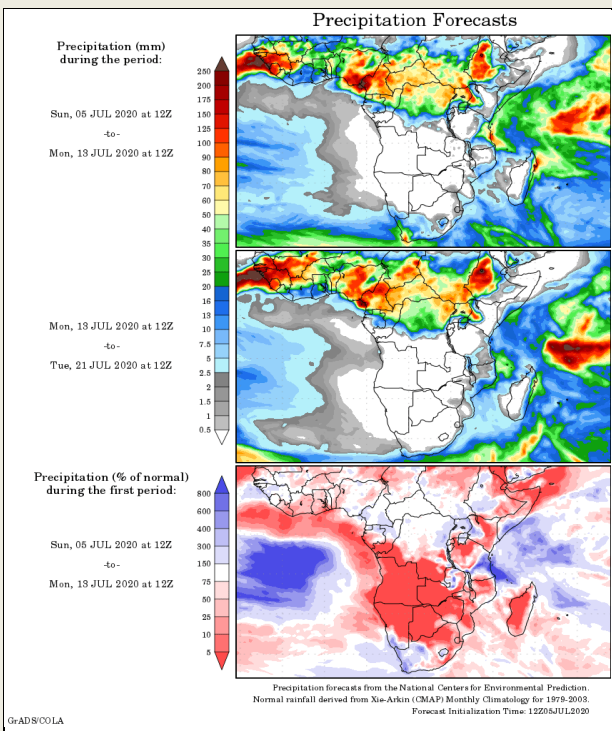 Precipitation Forecasts
Precipitation (mm)
during the period:
Sun, 05 JUL 2020 at 12Z
-to-
Mon, 13 JUL 2020 at 12Z
250
200
175
150
125
100
90
80
70
60
50
40
35
30
25
20
16
13
10
7.5
5
2.5
2
1.5
1
0.5
Mon, 13 JUL 2020 at 12Z
-to-
Tue, 21 JUL 2020 at 12Z
Precipitation (% of normal)
during the first period:
Sun, 05 JUL 2020 at 12Z
-to-
Mon, 13 JUL 2020 at 12Z
800
600
400
300
150
75
50
25
10
5
Precipitation forecasts from the National Centers for Environmental Prediction.
Normal rainfall derived from Xie-Arkin (CMAP) Monthly Climatology for 1979-2003.
Forecast Initialization Time: 12Z05JUL2020
GrADS/COLA